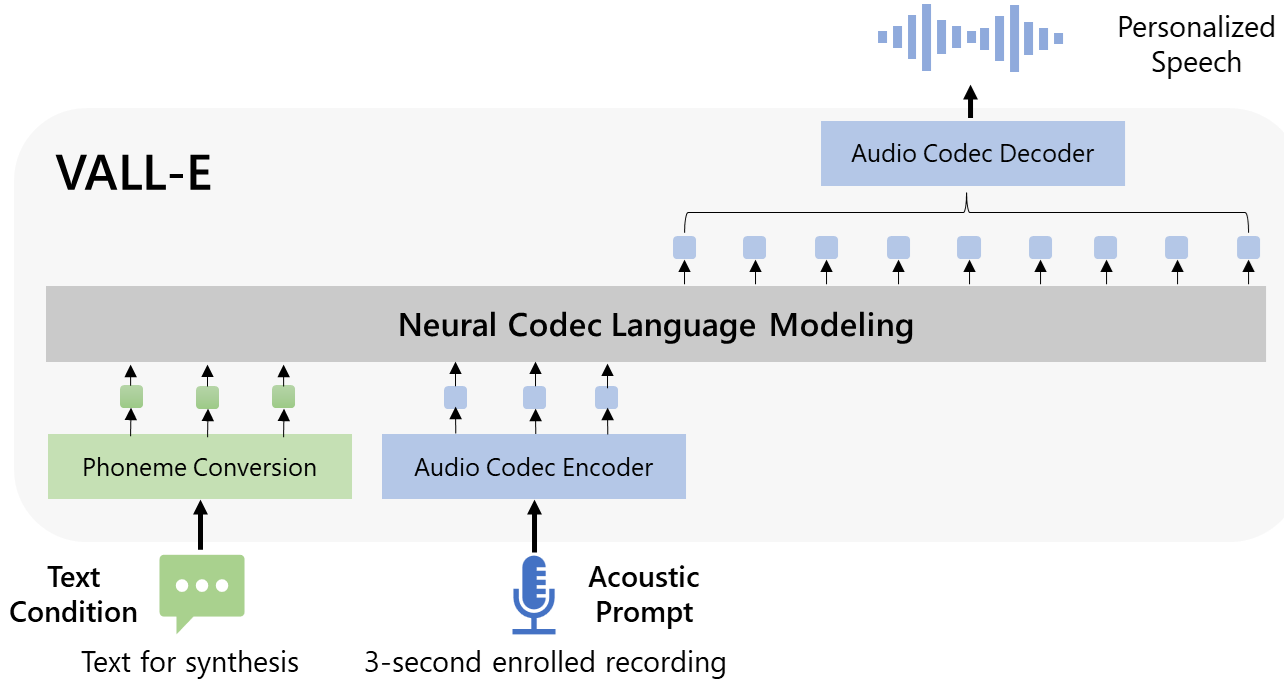 Personalized
Speech
Audio Codec Decoder
VALL-E
Neural Codec Language Modeling
Phoneme Conversion
Audio Codec Encoder
Text
Condition
Acoustic
Prompt
Text for synthesis
3-second enrolled recording